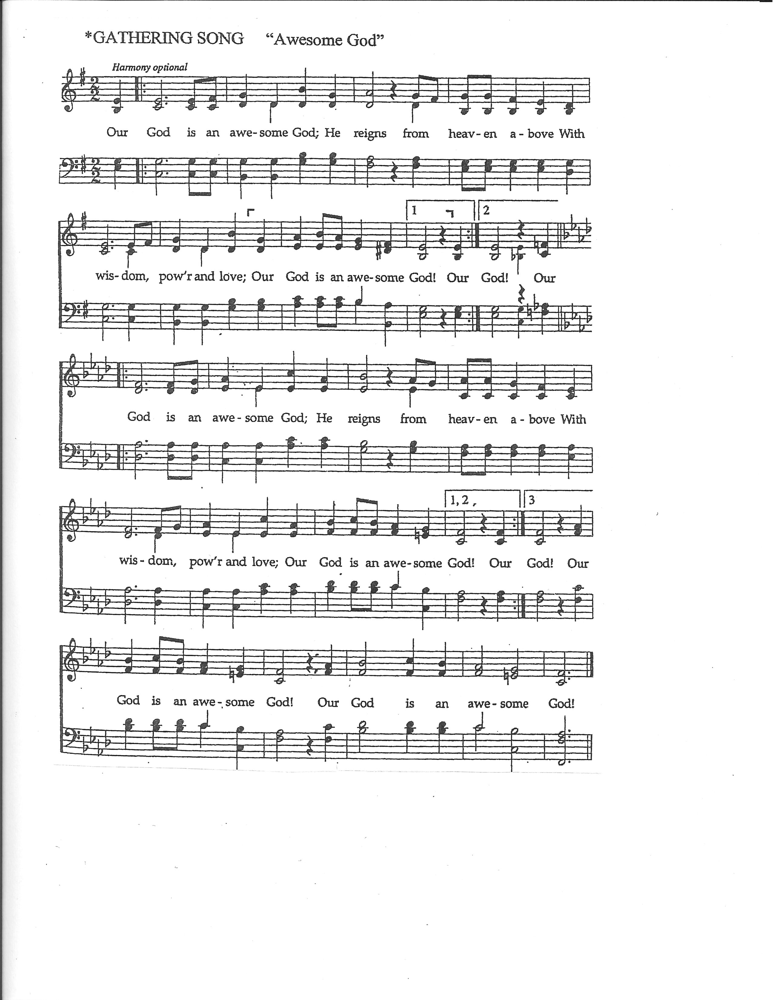 *GATHERING SONG “Awesome God”
Harmony optional
Our God is an awe-some God; He reigns from heav-en a-bove With
1 2
wis-dom, pow'r and love; Our God is an awe-some God! Our God! Our
God is an awe-some God; He reigns from heav-en a-bove With
1, 2, 3
wis-dom, pow'r and love; Our God is an awe-some God! Our God! Our
God is an awe-some God! Our God is an awe-some God!